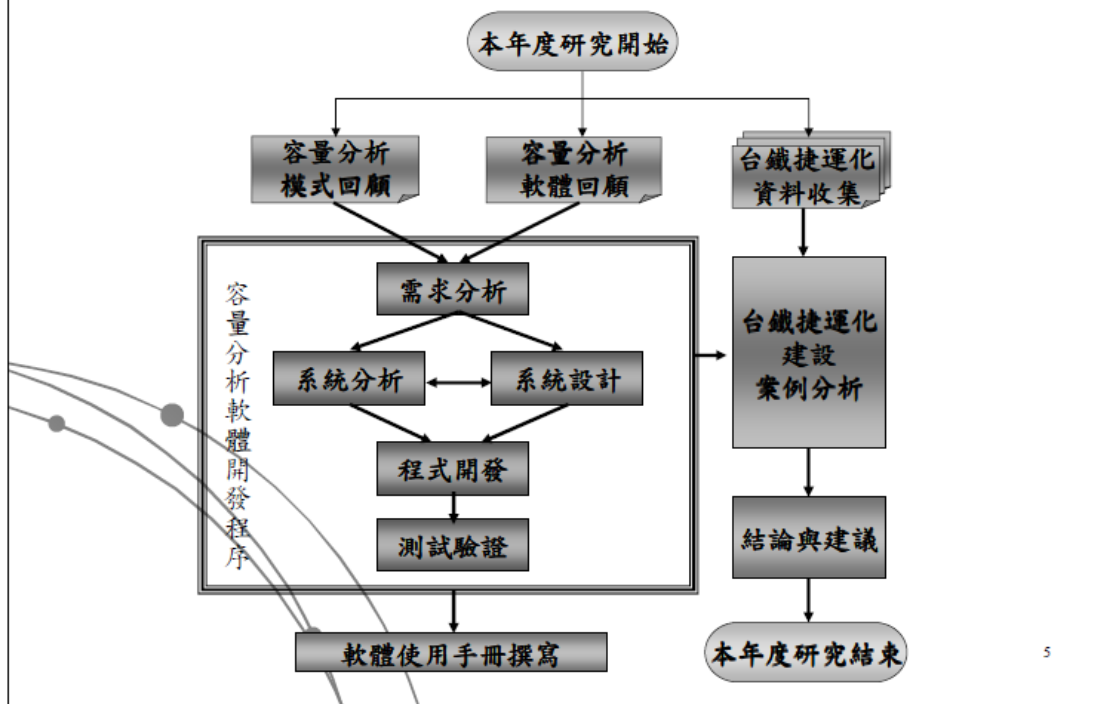 本年度研究開始
容量分析
模式回顧
容量分析
軟體回顧
台鐵捷運化
資料收集
容量分析軟體開發程序
需求分析
系統分析
系統設計
程式開發
測試驗證
台鐵捷運化
建設
案例分析
結論與建議
軟體使用手冊撰寫
本年度研究結束
5